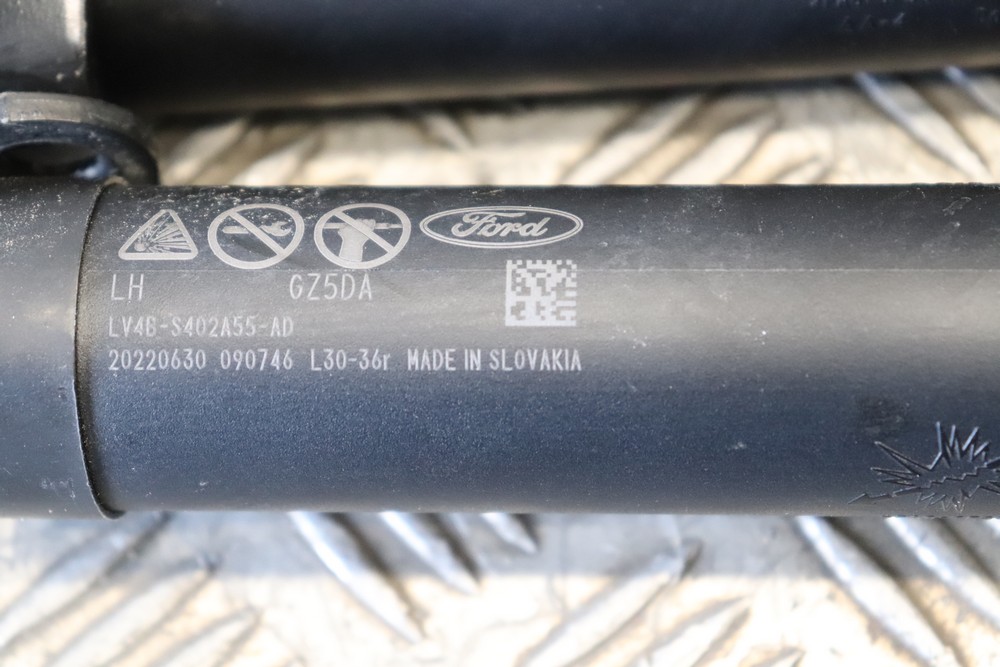 Ford
LH GZ5DA
LV4B-S402A55-AD
20220630 090746 L30-36r MADE IN SLOVAKIA